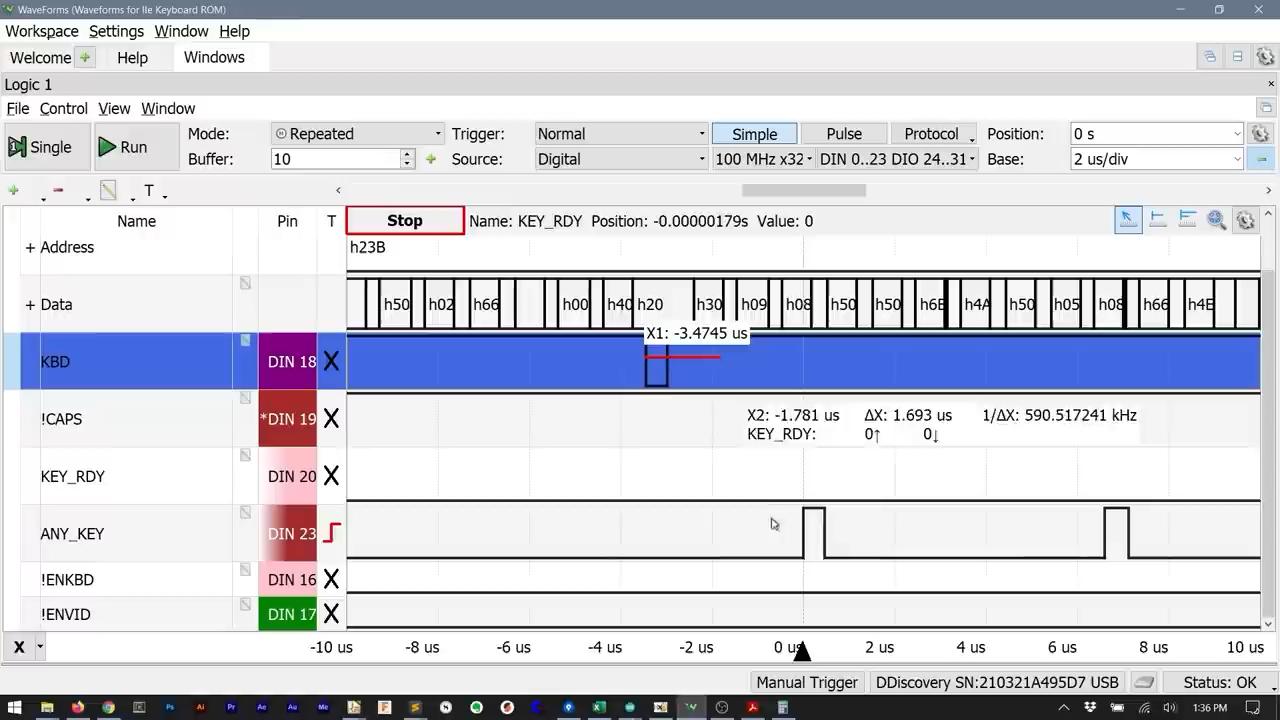 WaveForms (Waveforms for IIe Keyboard ROM)
Workspace Settings Window Help
Welcome Help Windows
Logic 1
File Control View Window
Single Run Mode: Repeated Trigger: Normal Simple Pulse Protocol Position: 0 s
Buffer: 10 Source: Digital 100 MHz x32 DIN 0..23 DIO 24..31 Base: 2 us/div
T
Name Pin T Stop Name: KEY_RDY Position: -0.00000179s Value: 0
+ Address h23B
+ Data h50 h02 h66 h00 h40 h20 h30 h09 h08 h50 h50 h6E h4A h50 h05 h08 h66 h4E
X1: -3.4745 us
KBD DIN 18 X
!CAPS *DIN 19 X X2: -1.781 us ΔX: 1.693 us 1/ΔX: 590.517241 kHz
KEY_RDY: 0↑ 0↓
KEY_RDY DIN 20 X
ANY_KEY DIN 23
!ENKBD DIN 16 X
!ENVID DIN 17 X
X -10 us -8 us -6 us -4 us -2 us 0 us 2 us 4 us 6 us 8 us 10 us
Manual Trigger DDiscovery SN:210321A495D7 USB Status: OK
1:36 PM